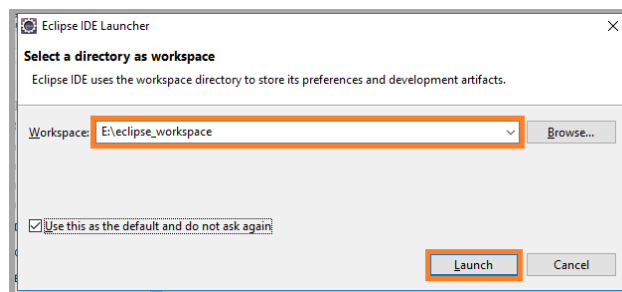 Eclipse IDE Launcher
Select a directory as workspace
Eclipse IDE uses the workspace directory to store its preferences and development artifacts.
Workspace: E:\eclipse_workspace Browse...
Use this as the default and do not ask again
Launch Cancel